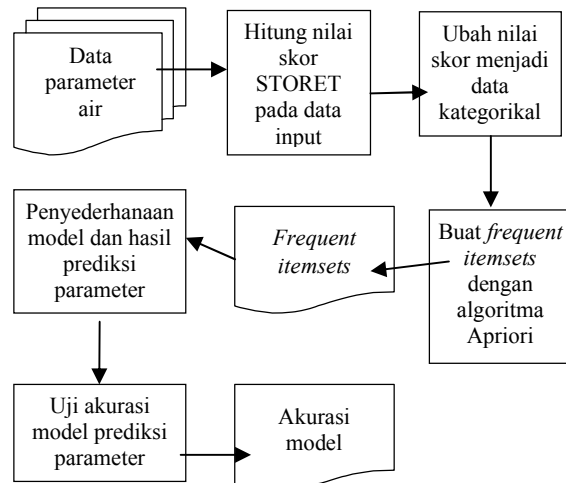 Data
parameter
air
Hitung nilai
skor
STORET
pada data
input
Ubah nilai
skor menjadi
data
kategorikal
Buat frequent
itemsets
dengan
algoritma
Apriori
Frequent
itemsets
Penyederhanaan
model dan hasil
prediksi
parameter
Uji akurasi
model prediksi
parameter
Akurasi
model